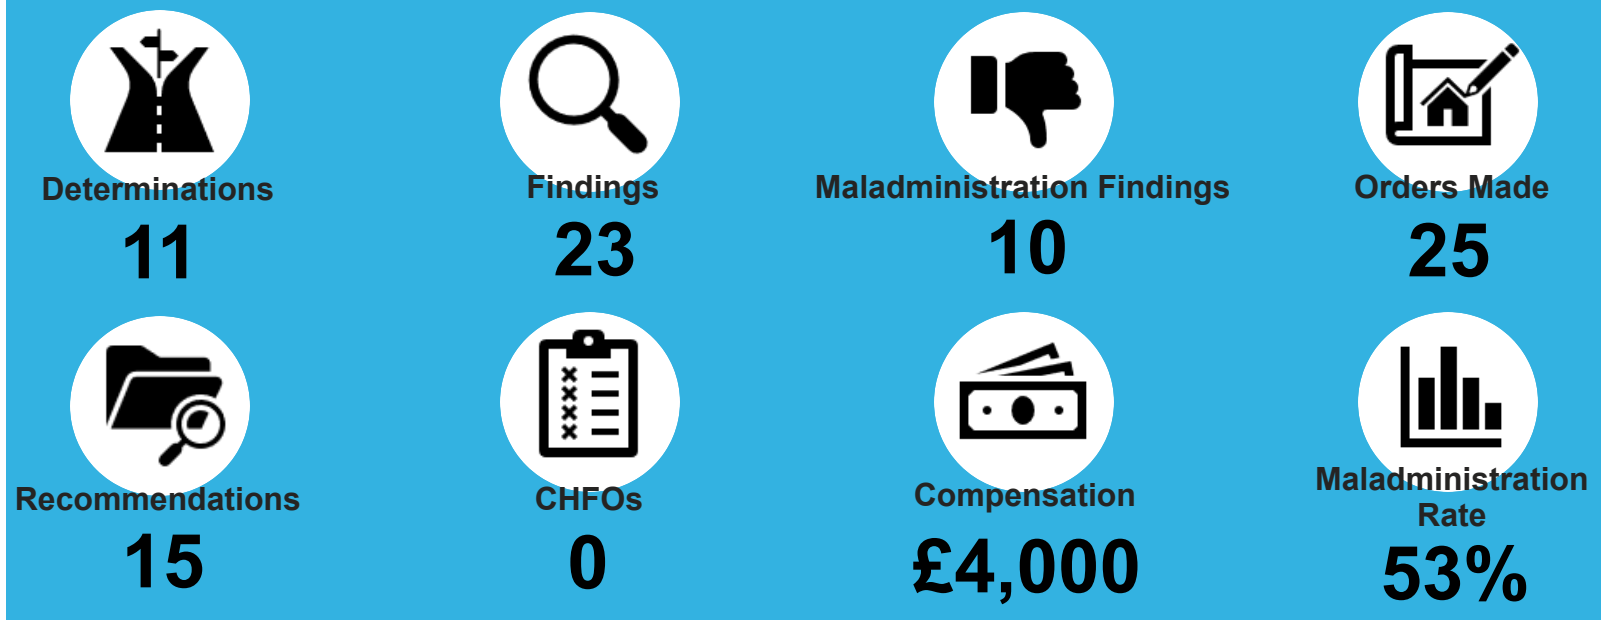 Determinations
11
Findings
23
Maladministration Findings
10
Orders Made
25
Recommendations
15
CHFOs
0
Compensation
£4,000
Maladministration
Rate
53%